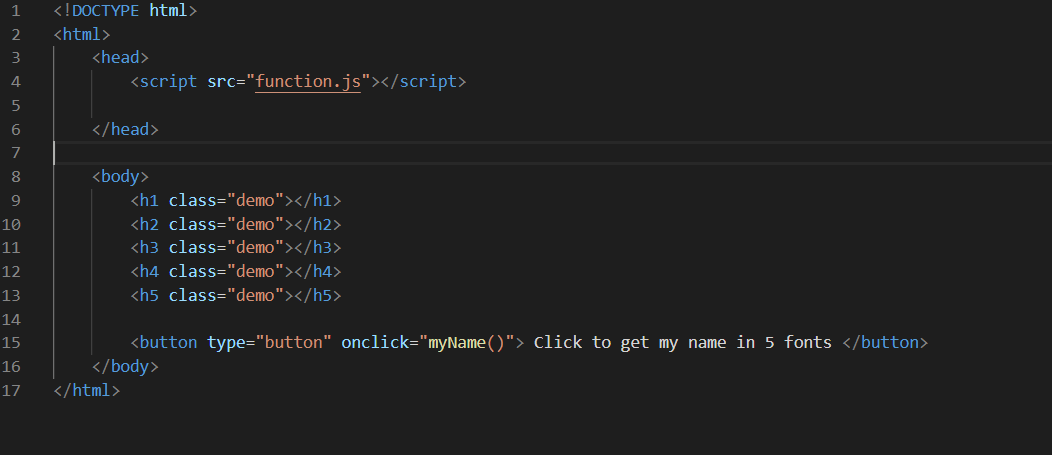 1 <!DOCTYPE html>
2 <html>
3 <head>
4 <script src="function.js"></script>
5
6 </head>
7
8 <body>
9 <h1 class="demo"></h1>
10 <h2 class="demo"></h2>
11 <h3 class="demo"></h3>
12 <h4 class="demo"></h4>
13 <h5 class="demo"></h5>
14
15 <button type="button" onclick="myName()"> Click to get my name in 5 fonts </button>
16 </body>
17 </html>